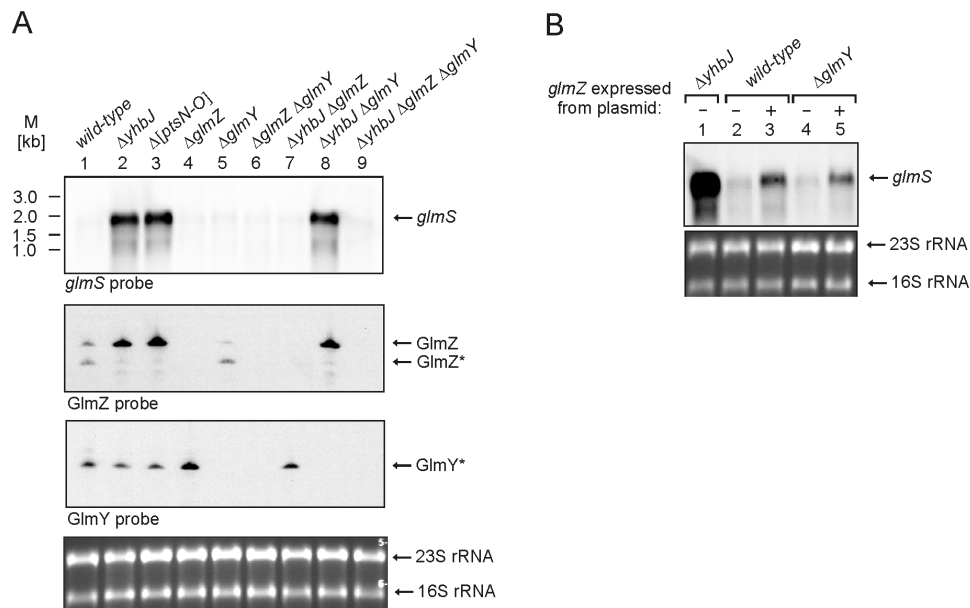 A
M
[kb]
wild-type
ΔyhbJ
Δ[ptsN-O]
ΔglmZ
ΔglmY
ΔglmZ ΔglmY
ΔyhbJ ΔglmZ
ΔyhbJ ΔglmY
ΔyhbJ ΔglmZ ΔglmY
1 2 3 4 5 6 7 8 9
3.0
2.0
1.5
1.0
glmS
glmS probe
GlmZ
GlmZ*
GlmZ probe
GlmY*
GlmY probe
23S rRNA
16S rRNA
B
ΔyhbJ
wild-type
ΔglmY
glmZ expressed
from plasmid:
– – + – +
1 2 3 4 5
glmS
23S rRNA
16S rRNA